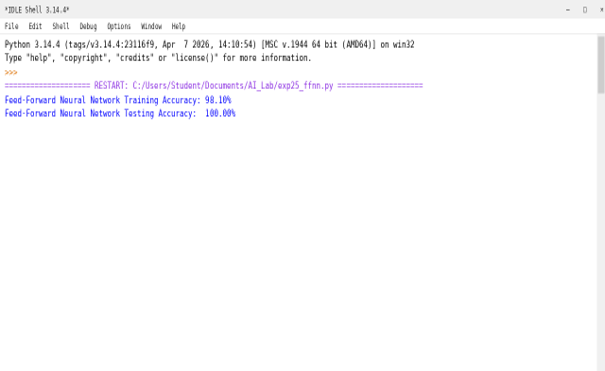 *IDLE Shell 3.14.4*
File Edit Shell Debug Options Window Help
Python 3.14.4 (tags/v3.14.4:23116f9, Apr  7 2026, 14:10:54) [MSC v.1944 64 bit (AMD64)] on win32
Type "help", "copyright", "credits" or "license()" for more information.
>>>
=================== RESTART: C:/Users/Student/Documents/AI_Lab/exp25_ffnn.py ===================
Feed-Forward Neural Network Training Accuracy: 98.10%
Feed-Forward Neural Network Testing Accuracy:  100.00%